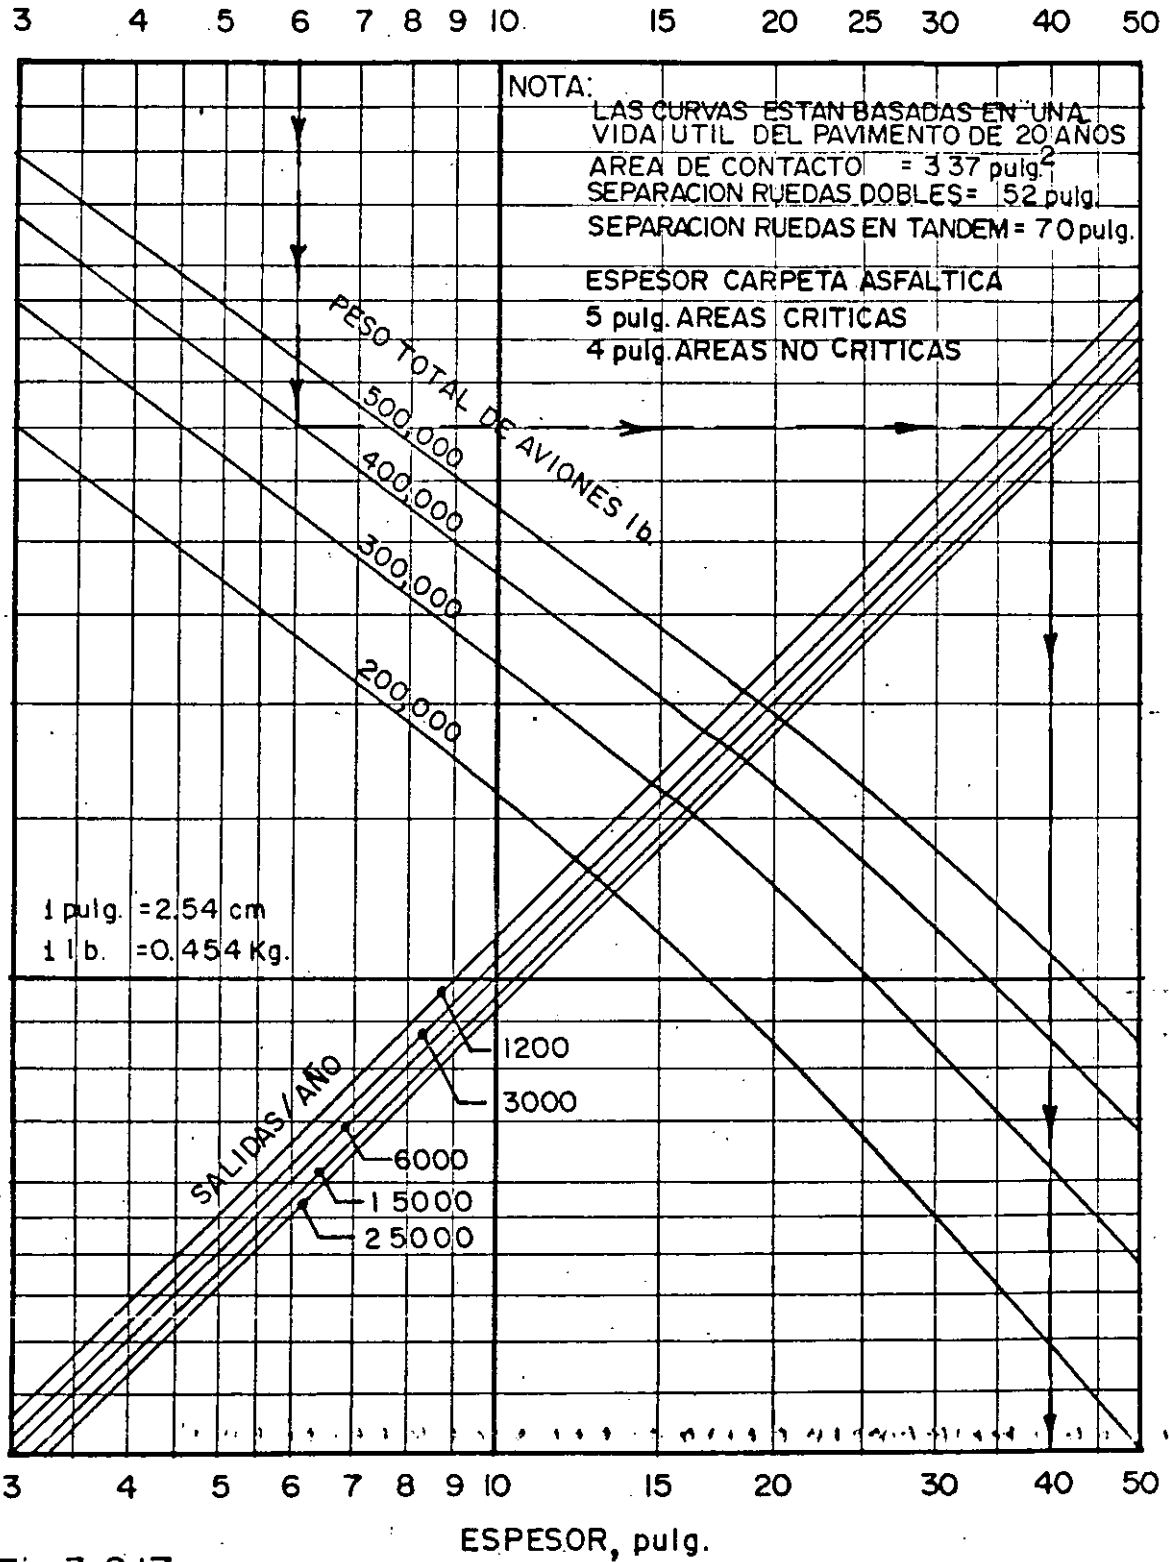 3 4 5 6 7 8 9 10 15 20 25 30 40 50
NOTA:
LAS CURVAS ESTAN BASADAS EN UNA
VIDA UTIL DEL PAVIMENTO DE 20 AÑOS
AREA DE CONTACTO = 337 pulg.2
SEPARACION RUEDAS DOBLES= 52 pulg.
SEPARACION RUEDAS EN TANDEM= 70 pulg.
ESPESOR CARPETA ASFALTICA
5 pulg. AREAS CRITICAS
4 pulg. AREAS NO CRITICAS
PESO TOTAL DE AVIONES lb.
500,000
400,000
300,000
200,000
1 pulg. =2.54 cm
1 lb. =0.454 Kg.
SALIDAS/AÑO
1200
3000
6000
15000
25000
3 4 5 6 7 8 9 10 15 20 30 40 50
ESPESOR, pulg.